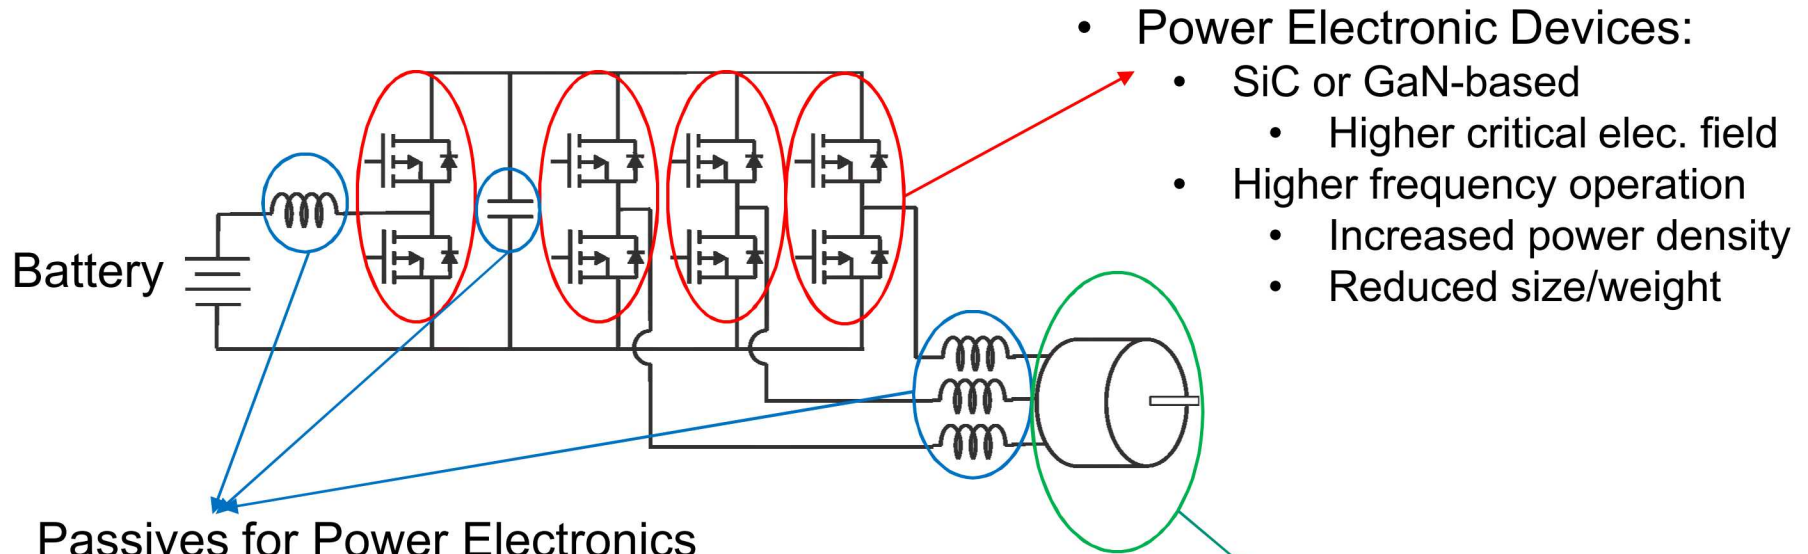 • Power Electronic Devices:
• SiC or GaN-based
• Higher critical elec. field
• Higher frequency operation
• Increased power density
• Reduced size/weight
Battery
Passives for Power Electronics